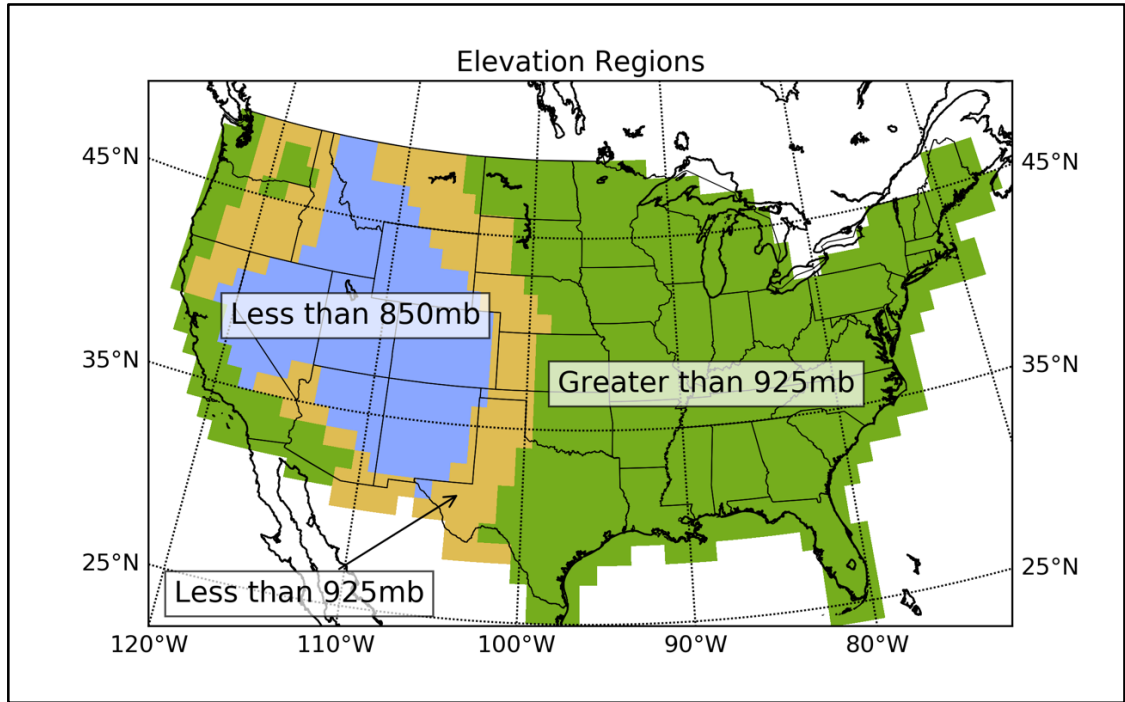 Elevation Regions
45°N
45°N
Less than 850mb
35°N
35°N
Greater than 925mb
25°N
25°N
Less than 925mb
120°W
110°W
100°W
90°W
80°W